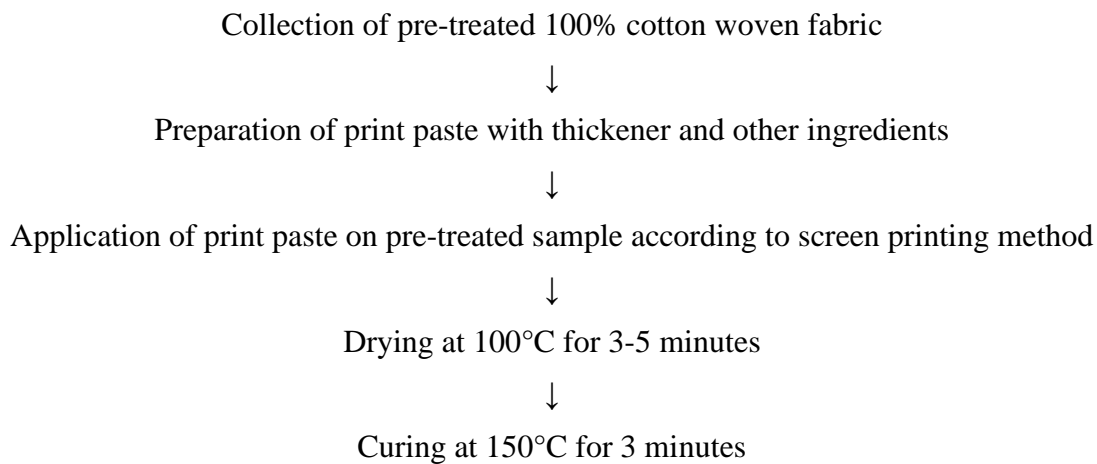 Collection of pre-treated 100% cotton woven fabric
↓
Preparation of print paste with thickener and other ingredients
↓
Application of print paste on pre-treated sample according to screen printing method
↓
Drying at 100°C for 3-5 minutes
↓
Curing at 150°C for 3 minutes